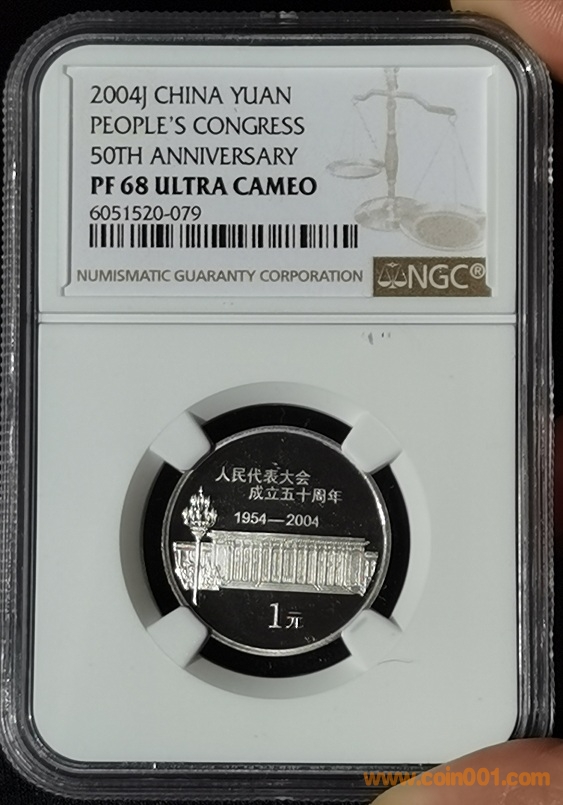 2004J CHINA YUAN
PEOPLE'S CONGRESS
50TH ANNIVERSARY
PF 68 ULTRA CAMEO
6051520-079
NUMISMATIC GUARANTY CORPORATION
NGC®
人民代表大会
成立五十周年
1954—2004
1元
www.coin001.com